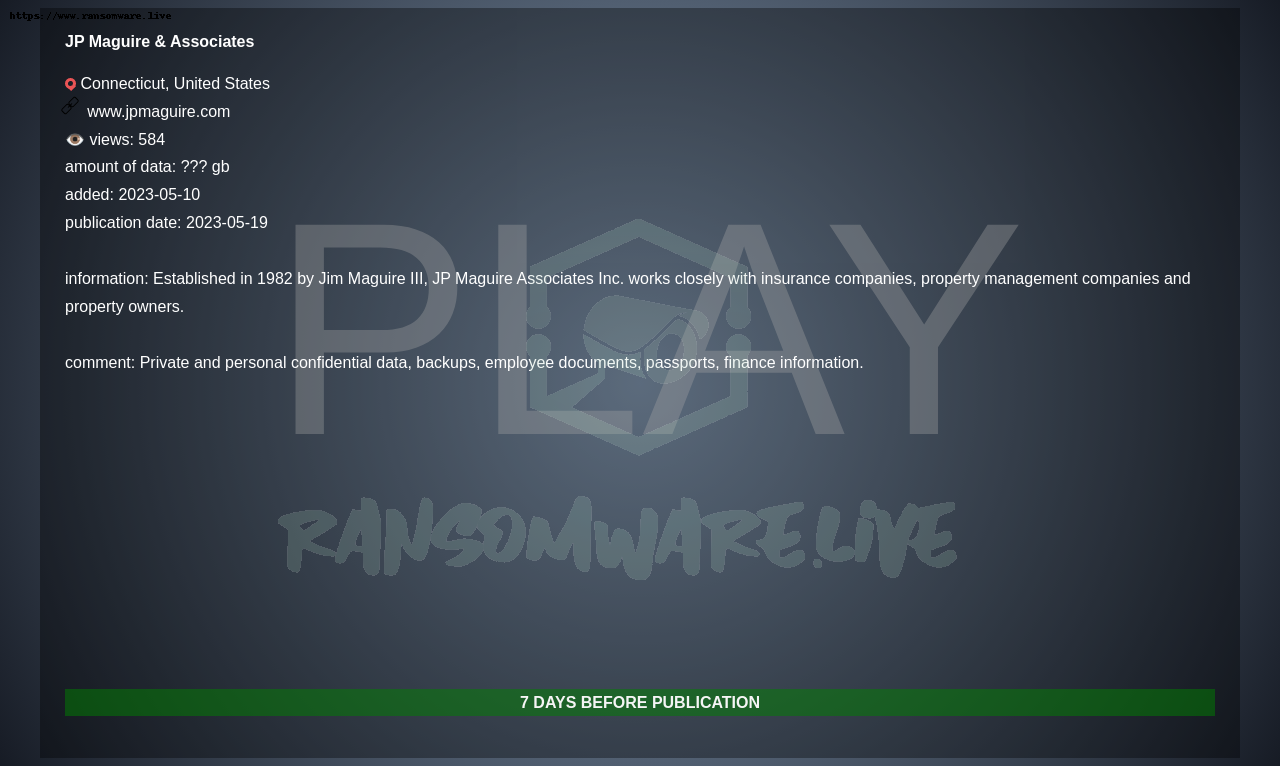 https://www.ransomware.live
JP Maguire & Associates
Connecticut, United States
www.jpmaguire.com
views: 584
amount of data: ??? gb
added: 2023-05-10
publication date: 2023-05-19
PLAY
information: Established in 1982 by Jim Maguire III, JP Maguire Associates Inc. works closely with insurance companies, property management companies and
property owners.
comment: Private and personal confidential data, backups, employee documents, passports, finance information.
RANSOMWARE.LIVE
7 DAYS BEFORE PUBLICATION